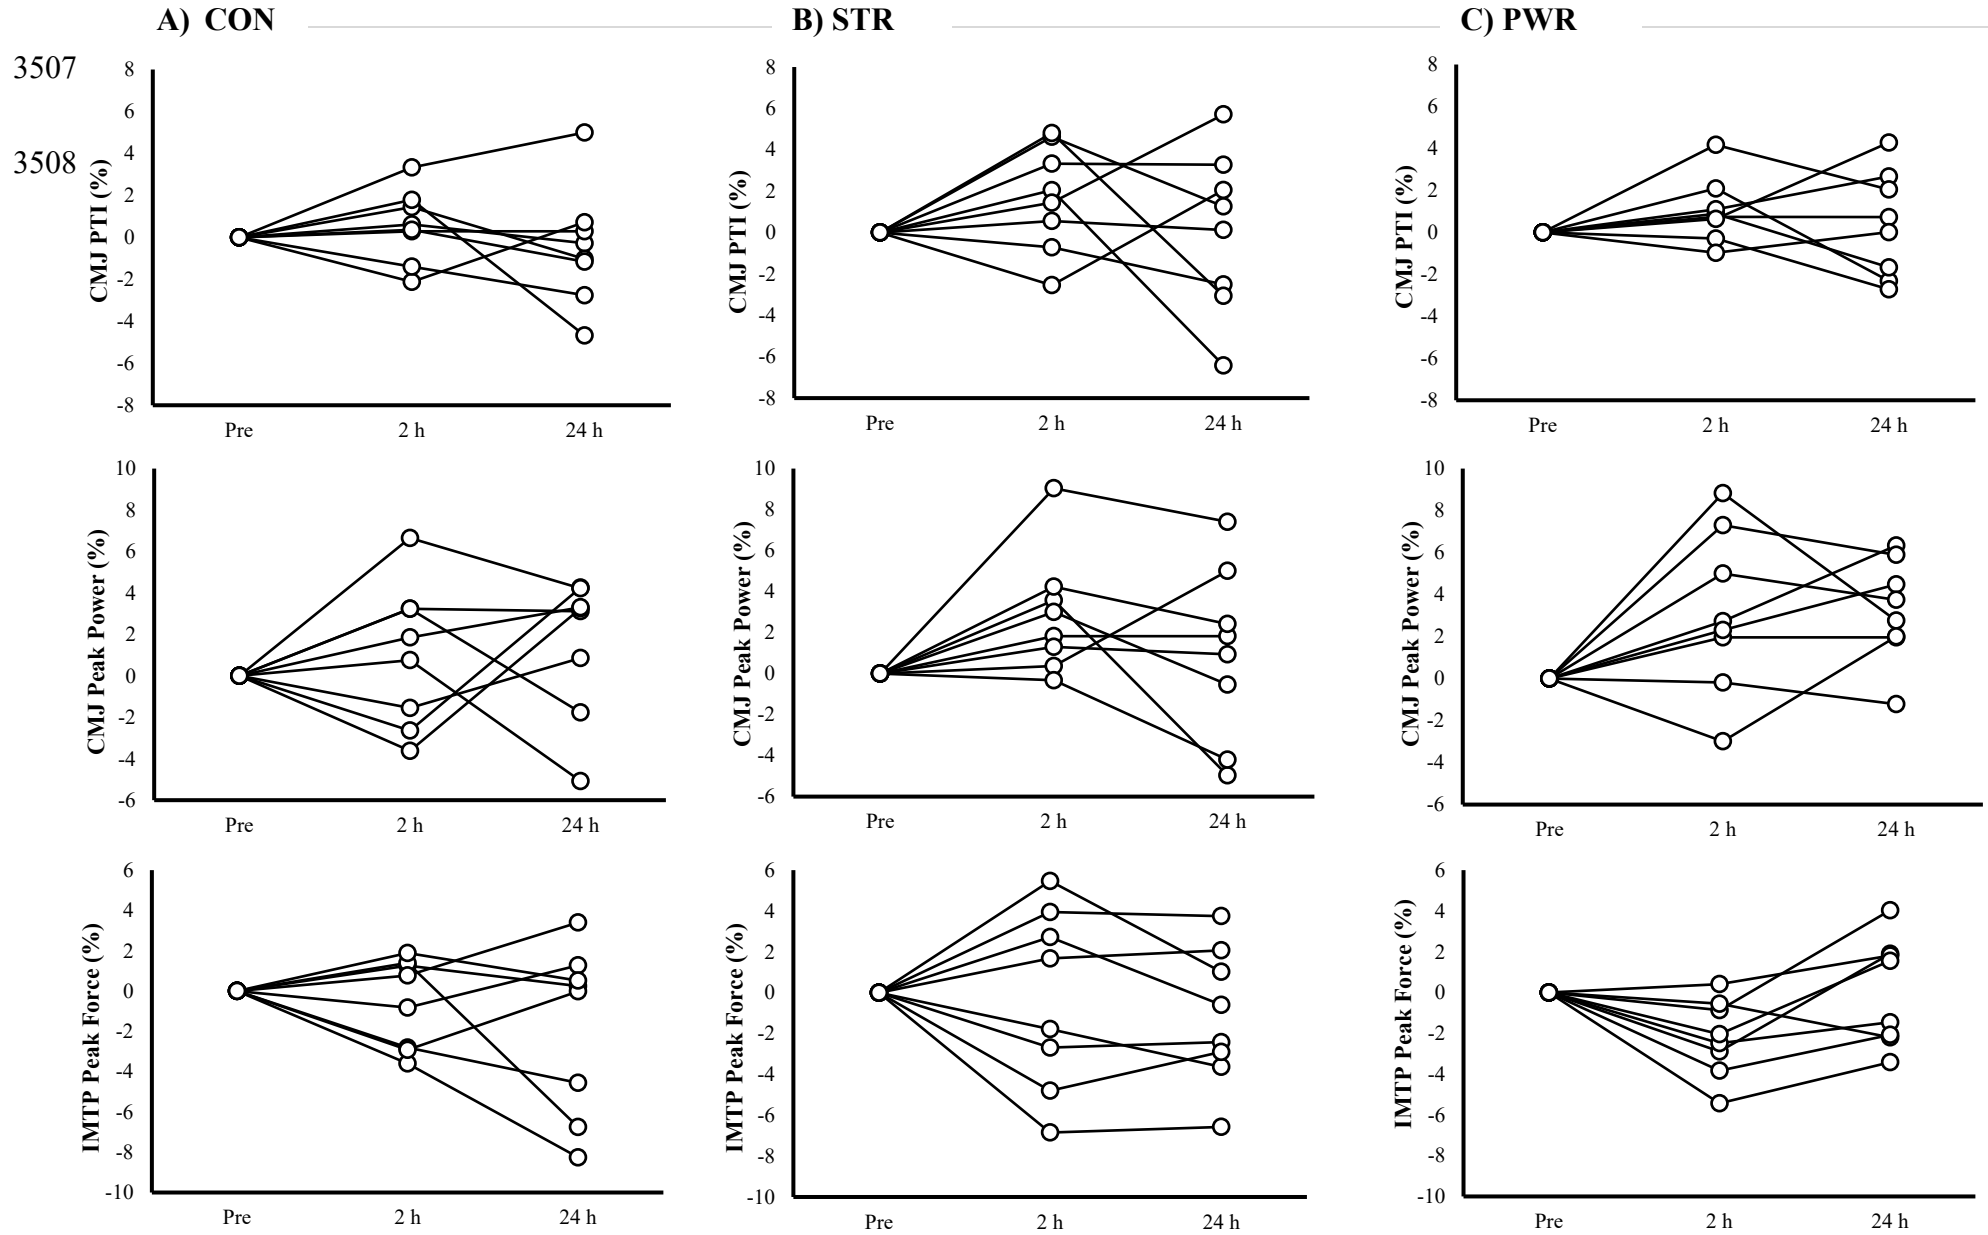 A) CON
B) STR
C) PWR
3507
3508
CMJ PTI (%)
8
6
4
2
0
-2
-4
-6
-8
Pre
2 h
24 h
CMJ PTI (%)
8
6
4
2
0
-2
-4
-6
-8
Pre
2 h
24 h
CMJ PTI (%)
8
6
4
2
0
-2
-4
-6
-8
Pre
2 h
24 h
CMJ Peak Power (%)
10
8
6
4
2
0
-2
-4
-6
Pre
2 h
24 h
CMJ Peak Power (%)
10
8
6
4
2
0
-2
-4
-6
Pre
2 h
24 h
CMJ Peak Power (%)
10
8
6
4
2
0
-2
-4
-6
Pre
2 h
24 h
IMTP Peak Force (%)
6
4
2
0
-2
-4
-6
-8
-10
Pre
2 h
24 h
IMTP Peak Force (%)
6
4
2
0
-2
-4
-6
-8
-10
Pre
2 h
24 h
IMTP Peak Force (%)
6
4
2
0
-2
-4
-6
-8
-10
Pre
2 h
24 h